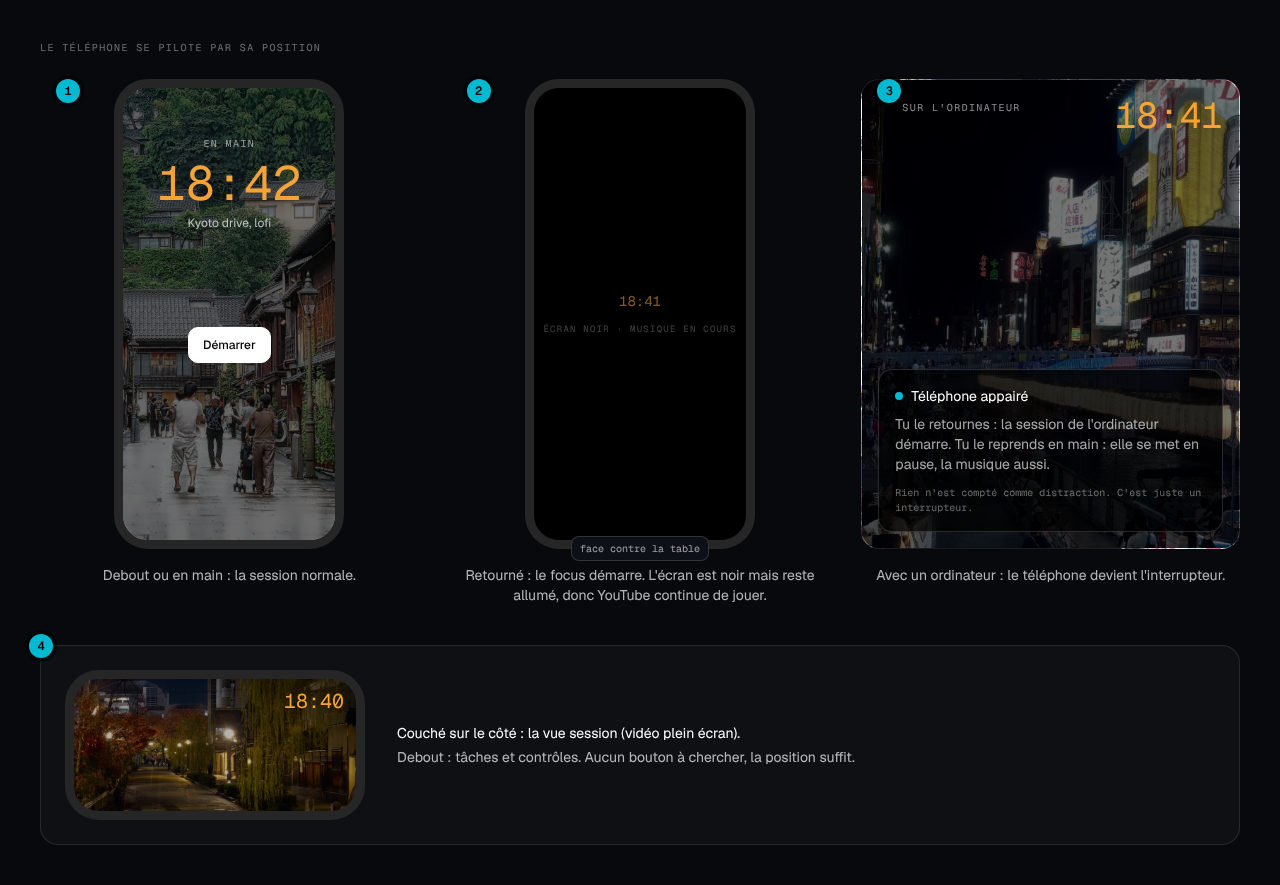 LE TÉLÉPHONE SE PILOTE PAR SA POSITION
1
EN MAIN
18:42
Kyoto drive, lofi
Démarrer
Debout ou en main : la session normale.
2
18:41
ÉCRAN NOIR · MUSIQUE EN COURS
face contre la table
Retourné : le focus démarre. L'écran est noir mais reste
allumé, donc YouTube continue de jouer.
3
SUR L'ORDINATEUR
18:41
Téléphone appairé
Tu le retournes : la session de l'ordinateur
démarre. Tu le reprends en main : elle se met en
pause, la musique aussi.
Rien n'est compté comme distraction. C'est juste un
interrupteur.
Avec un ordinateur : le téléphone devient l'interrupteur.
4
18:40
Couché sur le côté : la vue session (vidéo plein écran).
Debout : tâches et contrôles. Aucun bouton à chercher, la position suffit.